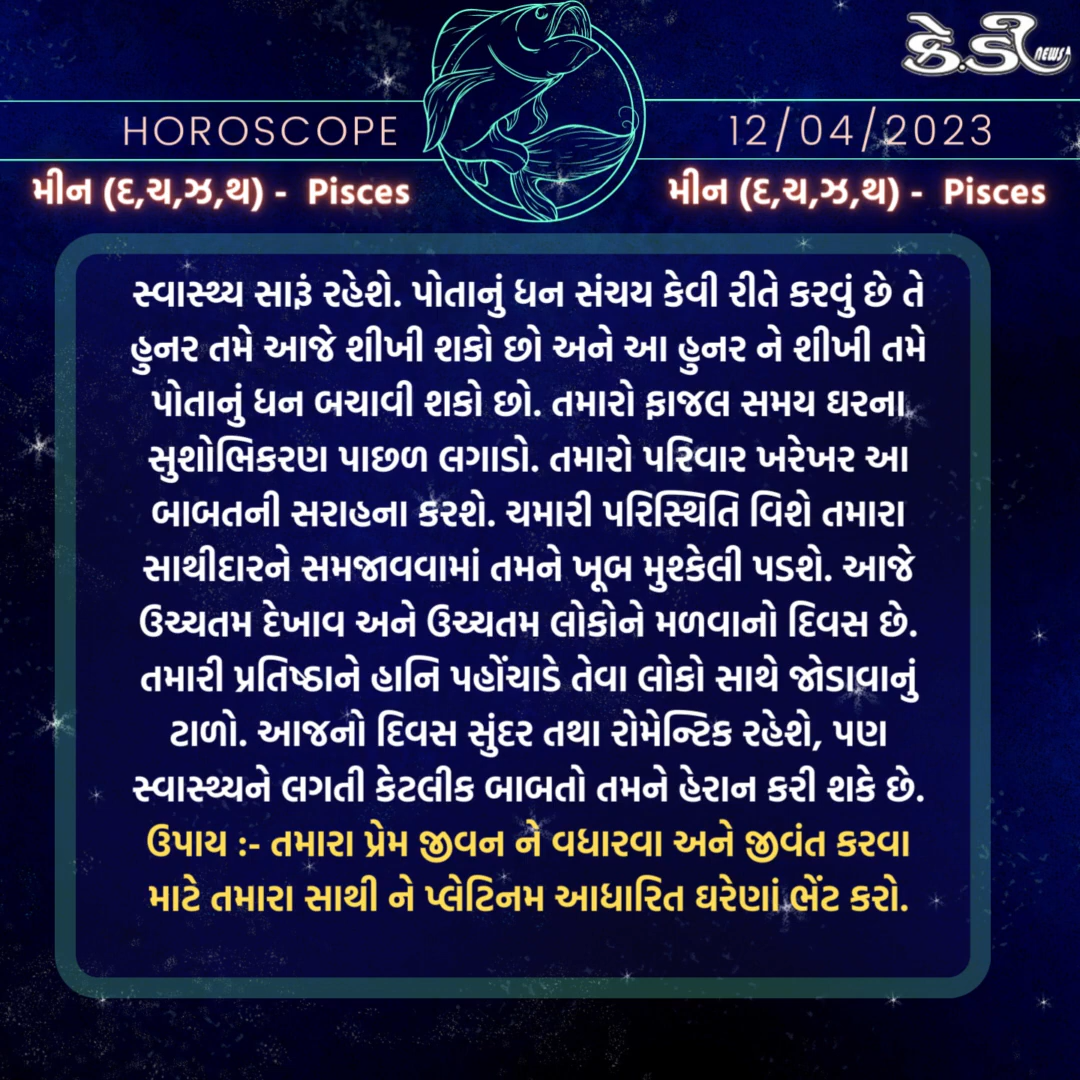 કે.ડી
NEWS
HOROSCOPE
12/04/2023
મીન (દ,ચ,ઝ,થ) - Pisces
મીન (દ,ચ,ઝ,થ) - Pisces
સ્વાસ્થ્ય સારૂં રહેશે. પોતાનું ધન સંચય કેવી રીતે કરવું છે તે
હુનર તમે આજે શીખી શકો છો અને આ હુનર ને શીખી તમે
પોતાનું ધન બચાવી શકો છો. તમારો ફાજલ સમય ઘરના
સુશોભિકરણ પાછળ લગાડો. તમારો પરિવાર ખરેખર આ
બાબતની સરાહના કરશે. ચમારી પરિસ્થિતિ વિશે તમારા
સાથીદારને સમજાવવામાં તમને ખૂબ મુશ્કેલી પડશે. આજે
ઉચ્ચતમ દેખાવ અને ઉચ્ચતમ લોકોને મળવાનો દિવસ છે.
તમારી પ્રતિષ્ઠાને હાનિ પહોંચાડે તેવા લોકો સાથે જોડાવાનું
ટાળો. આજનો દિવસ સુંદર તથા રોમેન્ટિક રહેશે, પણ
સ્વાસ્થ્યને લગતી કેટલીક બાબતો તમને હેરાન કરી શકે છે.
ઉપાય :- તમારા પ્રેમ જીવન ને વધારવા અને જીવંત કરવા
માટે તમારા સાથી ને પ્લેટિનમ આધારિત ઘરેણાં ભેંટ કરો.